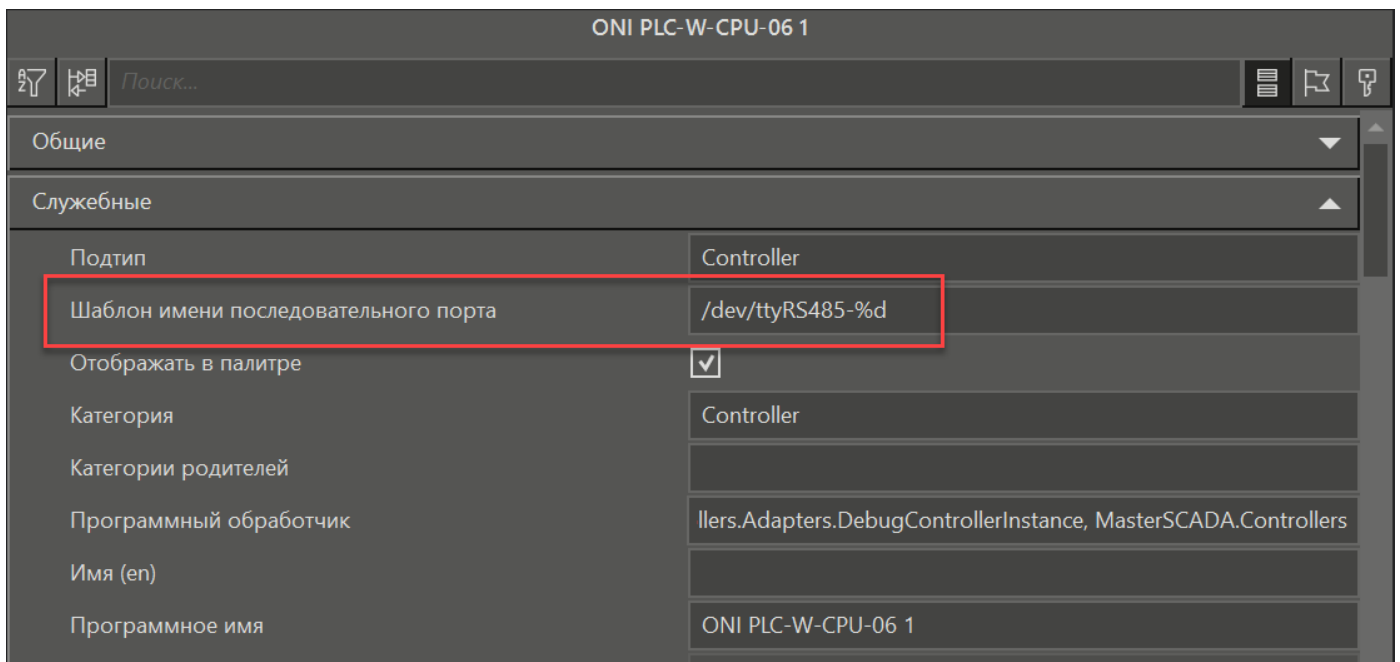 ONI PLC-W-CPU-06 1
Поиск...
Общие
Служебные
Подтип Controller
Шаблон имени последовательного порта /dev/ttyRS485-%d
Отображать в палитре
Категория Controller
Категории родителей
Программный обработчик llers.Adapters.DebugControllerInstance, MasterSCADA.Controllers
Имя (en)
Программное имя ONI PLC-W-CPU-06 1